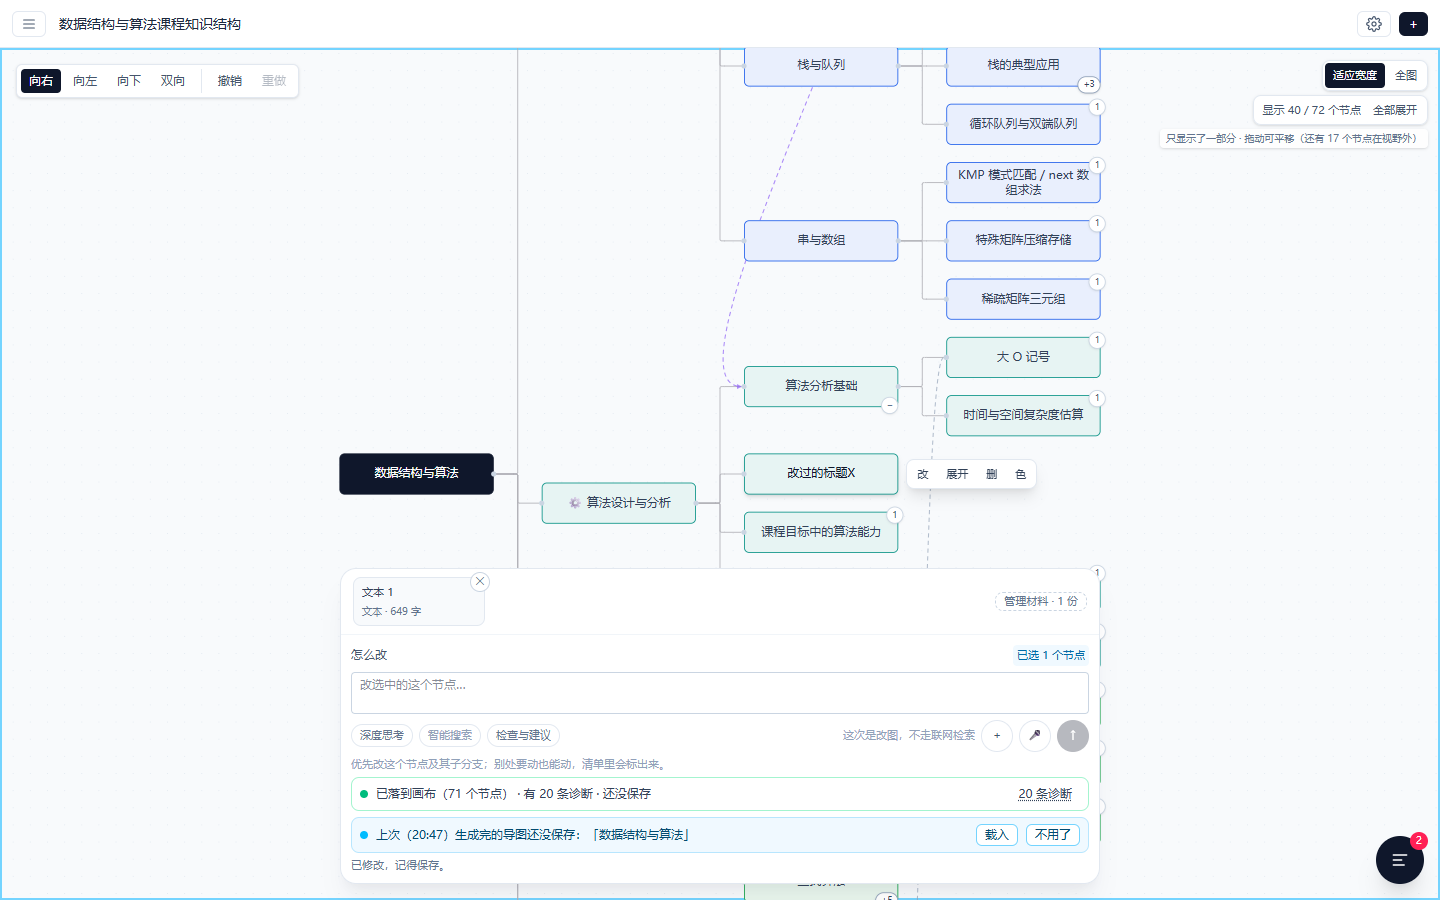 数据结构与算法课程知识结构
+
向右 向左 向下 双向 撤销 重做
适应宽度 全图
显示 40 / 72 个节点 全部展开
只显示了一部分 · 拖动可平移（还有 17 个节点在视野外）
栈与队列
栈的典型应用
+3
1
循环队列与双端队列
1
KMP 模式匹配 / next 数
组求法
串与数组
1
特殊矩阵压缩存储
1
稀疏矩阵三元组
1
大 O 记号
算法分析基础
−
1
时间与空间复杂度估算
数据结构与算法
算法设计与分析
改过的标题X
改 展开 删 色
1
课程目标中的算法能力
1
文本 1
文本 · 649 字
管理材料 · 1 份
怎么改
已选 1 个节点
改选中的这个节点...
深度思考 智能搜索 检查与建议
这次是改图，不走联网检索
+
↑
优先改这个节点及其子分支；别处要动也能动，清单里会标出来。
已落到画布（71 个节点） · 有 20 条诊断 · 还没保存
20 条诊断
上次（20:47）生成完的导图还没保存：「数据结构与算法」
载入 不用了
已修改，记得保存。
2
+5